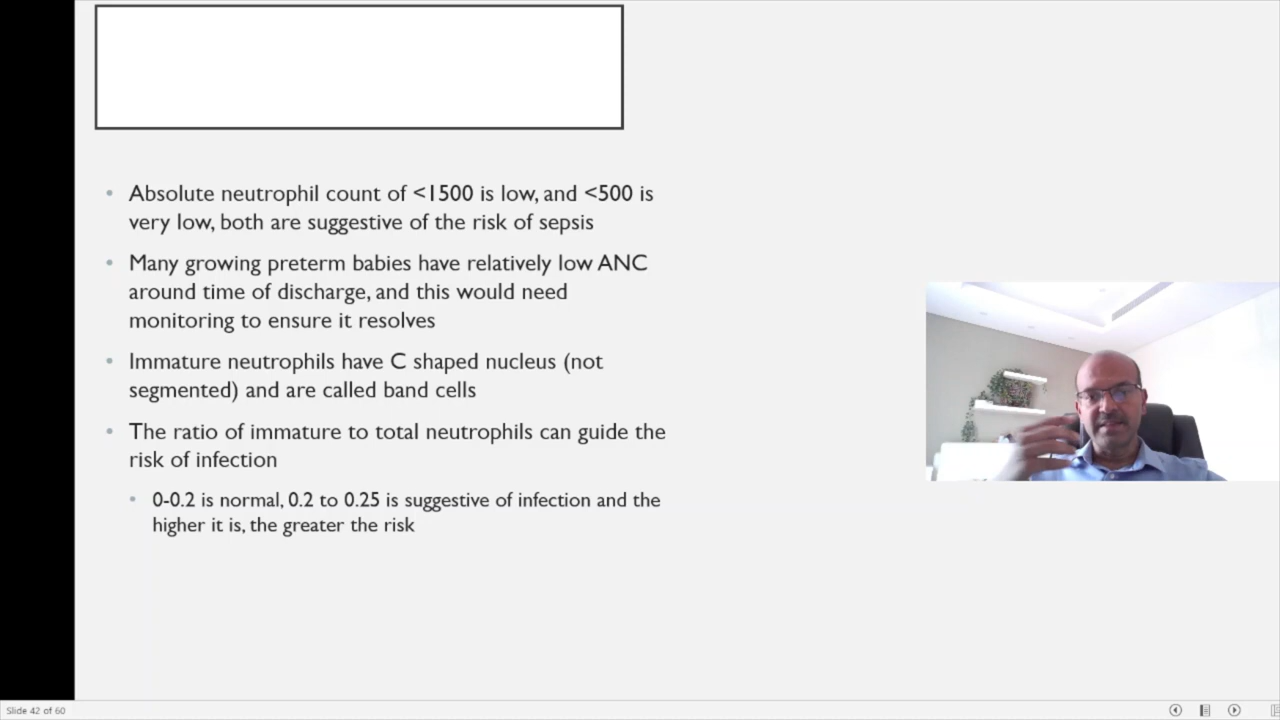 Absolute neutrophil count of <1500 is low, and <500 is
very low, both are suggestive of the risk of sepsis
Many growing preterm babies have relatively low ANC
around time of discharge, and this would need
monitoring to ensure it resolves
Immature neutrophils have C shaped nucleus (not
segmented) and are called band cells
The ratio of immature to total neutrophils can guide the
risk of infection
0-0.2 is normal, 0.2 to 0.25 is suggestive of infection and the
higher it is, the greater the risk
Slide 42 of 60